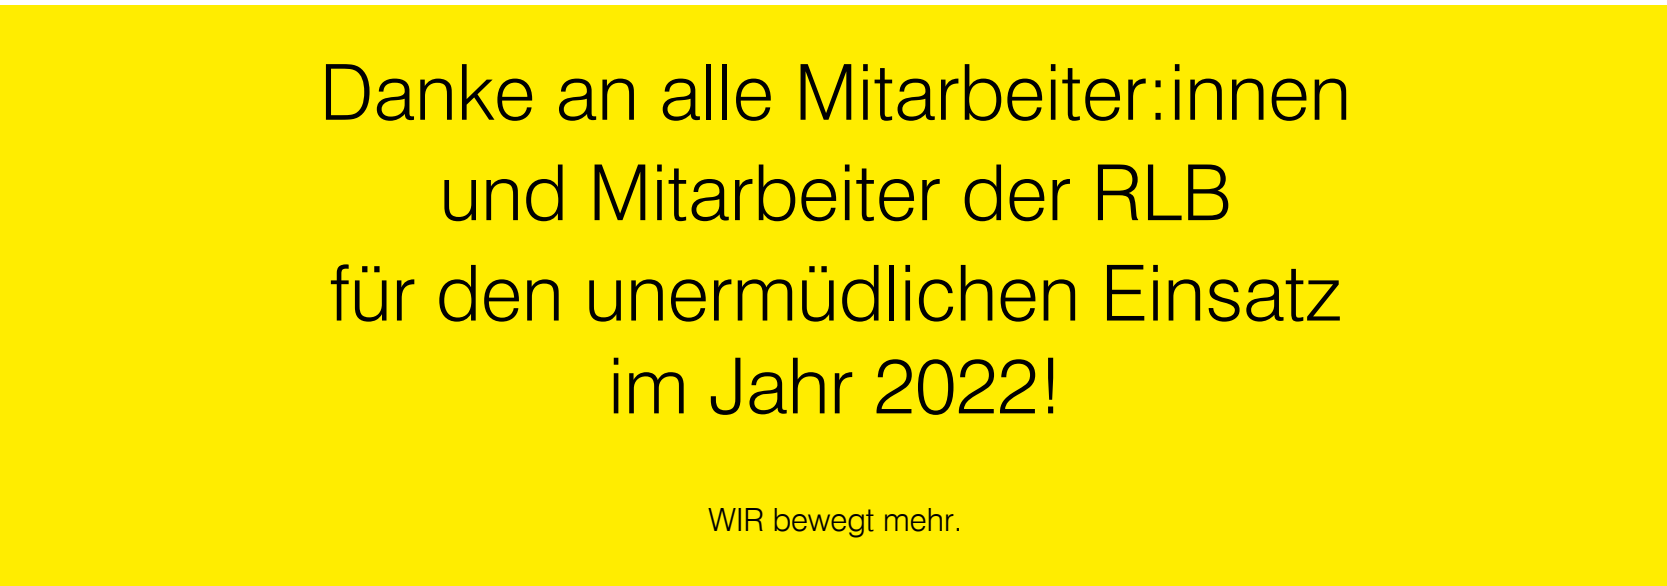 Danke an alle Mitarbeiter:innen
und Mitarbeiter der RLB
für den unermüdlichen Einsatz
im Jahr 2022!
WIR bewegt mehr.